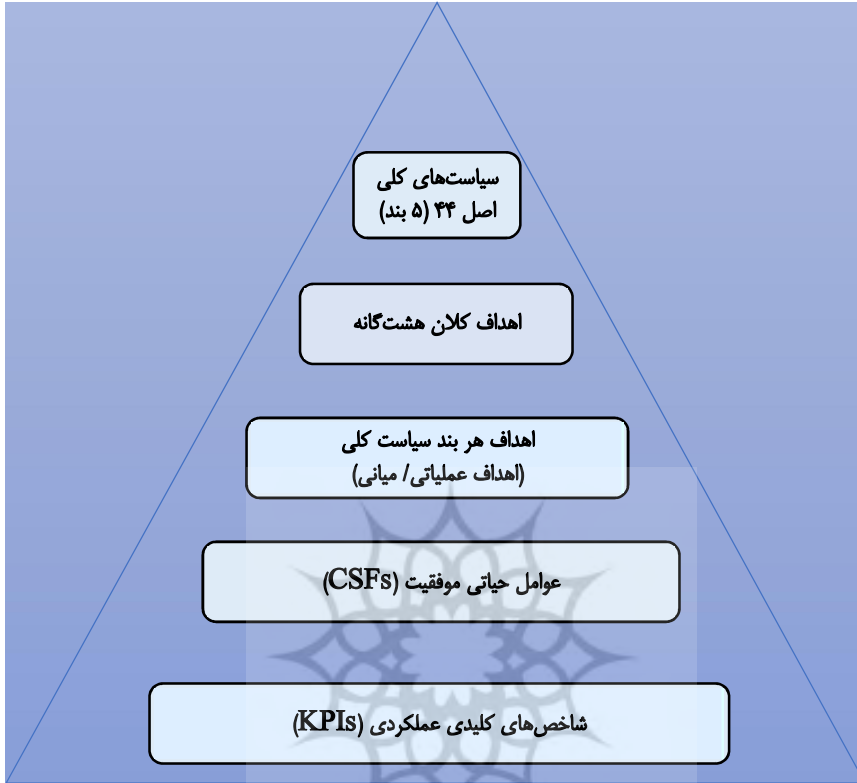 سیاست‌های کلی
اصل ۴۴ (۵ بند)
اهداف کلان هشت‌گانه
اهداف هر بند سیاست کلی
(اهداف عملیاتی/ میانی)
عوامل حیاتی موفقیت (CSFs)
شاخص‌های کلیدی عملکردی (KPIs)